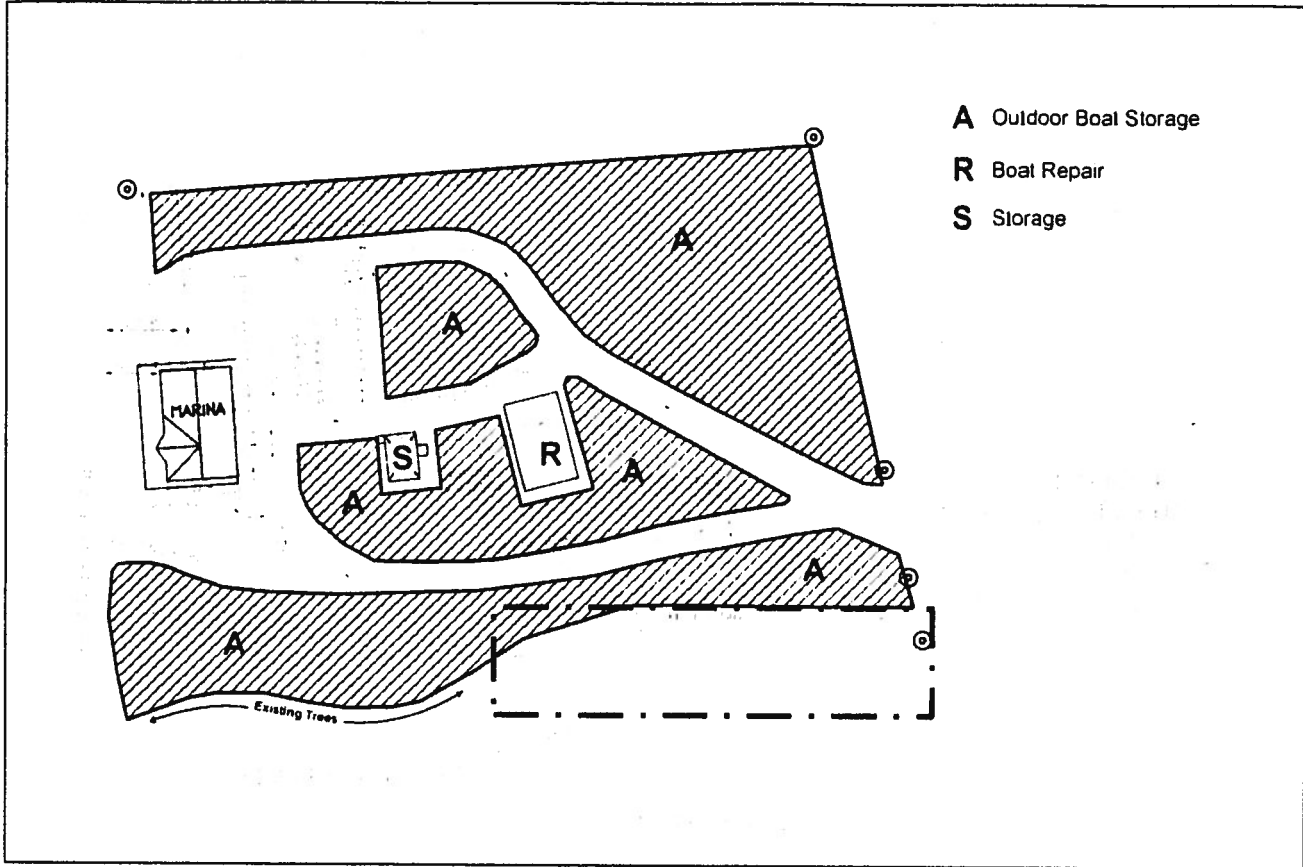 A Outdoor Boat Storage
R Boat Repair
S Storage
A
A
MARINA
S
R
A
A
A
A
Existing Trees